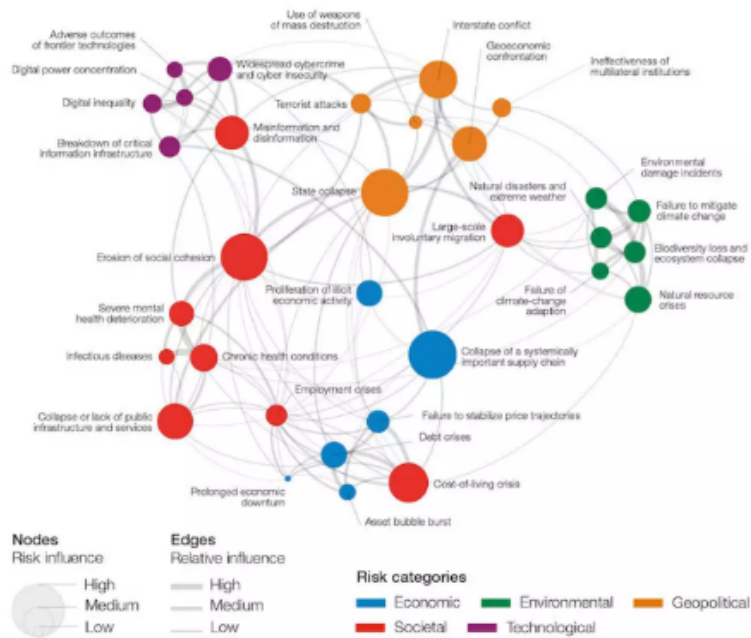 Use of weapons
of mass destruction
Interstate conflict
Adverse outcomes
of frontier technologies
Geoeconomic
confrontation
Ineffectiveness of
multilateral institutions
Digital power concentration
Widespread cybercrime
and cyber insecurity
Digital inequality
Terrorist attacks
Misinformation and
disinformation
Breakdown of critical
information infrastructure
Environmental
damage incidents
State collapse
Natural disasters and
extreme weather
Failure to mitigate
climate change
Large-scale
involuntary migration
Biodiversity loss and
ecosystem collapse
Erosion of social cohesion
Proliferation of illicit
economic activity
Failure of
climate-change
adaption
Natural resource
crises
Severe mental
health deterioration
Infectious diseases
Chronic health conditions
Collapse of a systemically
important supply chain
Employment crises
Collapse or lack of public
infrastructure and services
Failure to stabilize price trajectories
Debt crises
Prolonged economic
downturn
Cost-of-living crisis
Asset bubble burst
Nodes
Risk influence
High
Medium
Low
Edges
Relative influence
High
Medium
Low
Risk categories
Economic
Environmental
Geopolitical
Societal
Technological